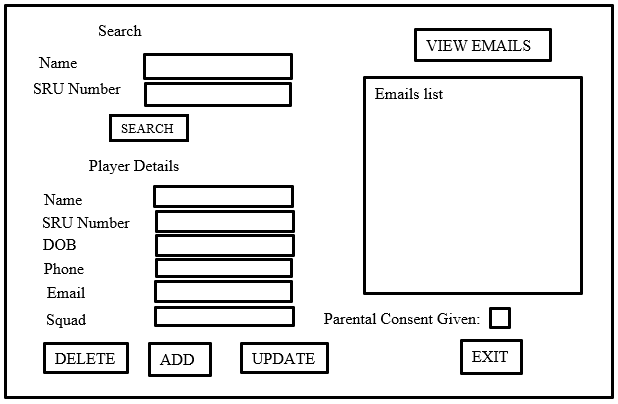 Search
Name
SRU Number
SEARCH
Player Details
Name
SRU Number
DOB
Phone
Email
Squad
DELETE
ADD
UPDATE
VIEW EMAILS
Emails list
Parental Consent Given:
EXIT